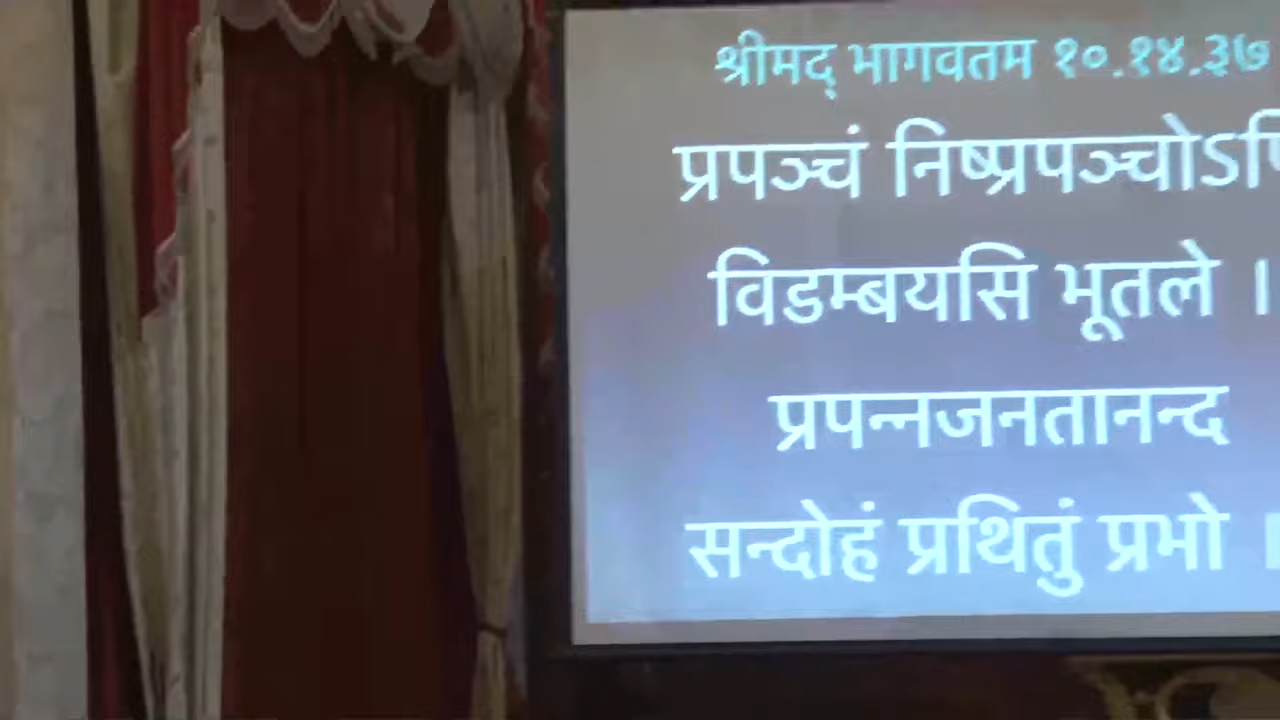 श्रीमद् भागवतम १०.१४.३७
प्रपञ्चं निष्प्रपञ्चोऽपि
विडम्बयसि भूतले ।
प्रपन्नजनतानन्द
सन्दोहं प्रथितुं प्रभो ।